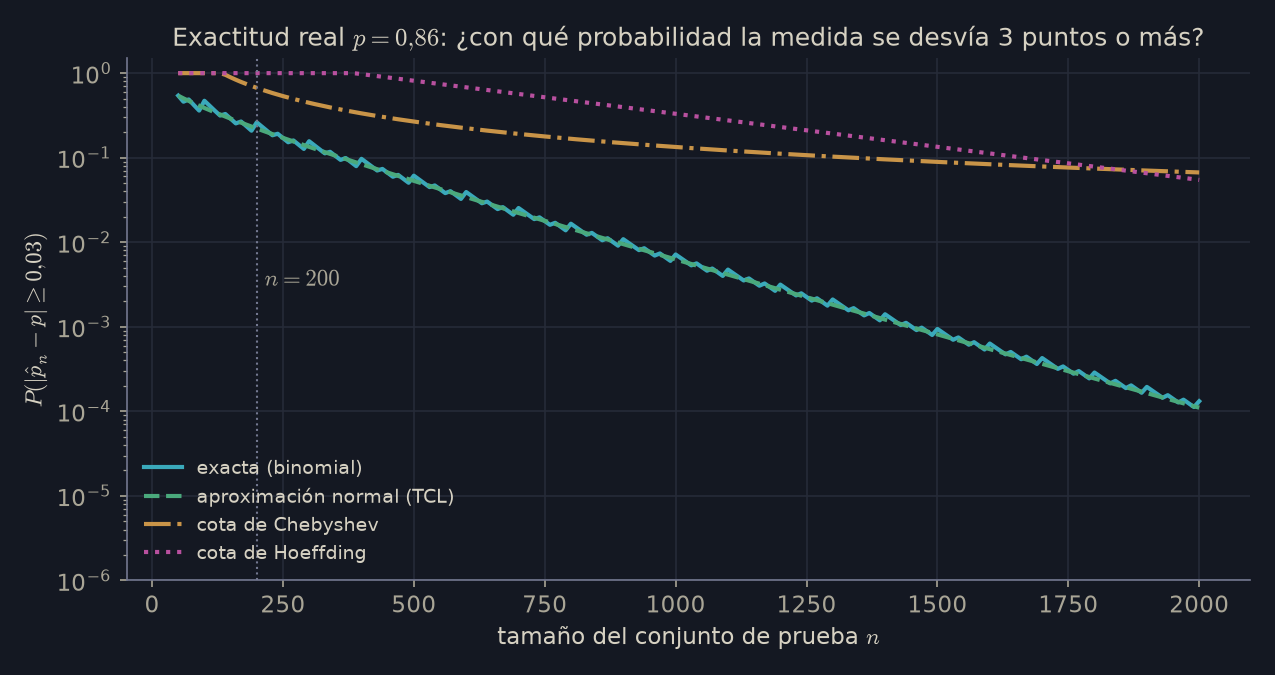 Exactitud real p = 0,86: ¿con qué probabilidad la medida se desvía 3 puntos o más?
P(|p̂ₙ − p| ≥ 0,03)
10⁰
10⁻¹
10⁻²
10⁻³
10⁻⁴
10⁻⁵
10⁻⁶
n = 200
exacta (binomial)
aproximación normal (TCL)
cota de Chebyshev
cota de Hoeffding
0 250 500 750 1000 1250 1500 1750 2000
tamaño del conjunto de prueba n